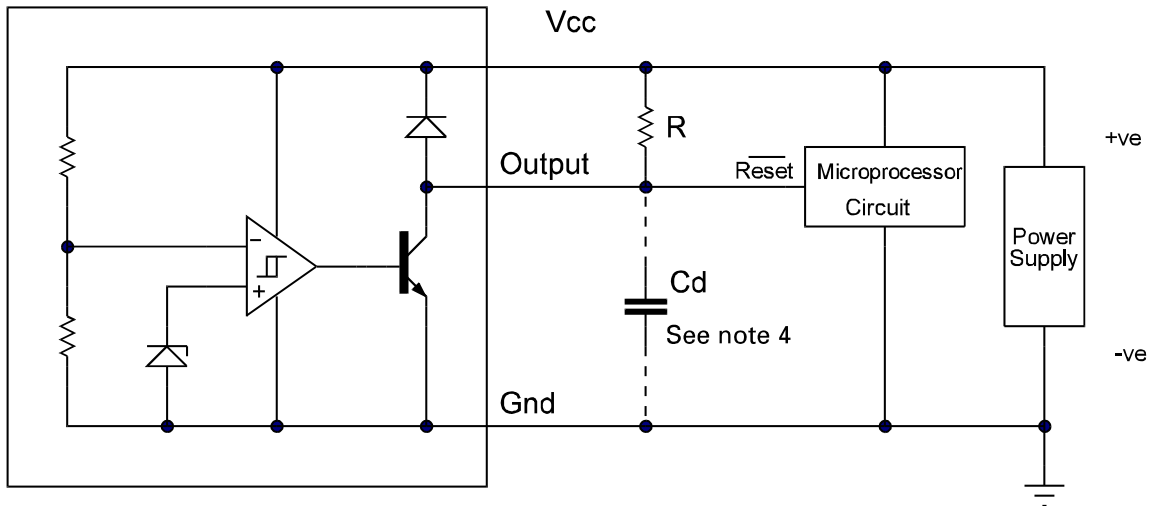 Vcc
R
+ve
Output
Reset
Microprocessor
Circuit
Power
Supply
−
+
Cd
See note 4
-ve
Gnd